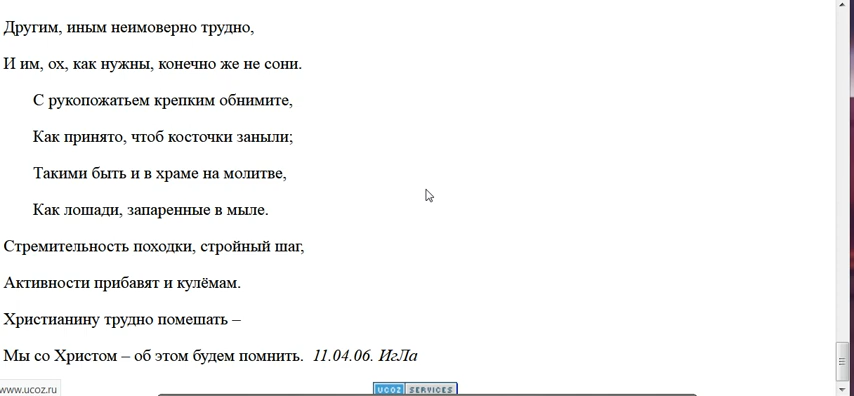 Другим, иным неимоверно трудно,
И им, ох, как нужны, конечно же не сони.
С рукопожатьем крепким обнимите,
Как принято, чтоб косточки заныли;
Такими быть и в храме на молитве,
Как лошади, запаренные в мыле.
Стремительность походки, стройный шаг,
Активности прибавят и кулёмам.
Христианину трудно помешать –
Мы со Христом – об этом будем помнить.  11.04.06. ИгЛа
www.ucoz.ru
UCOZ SERVICES